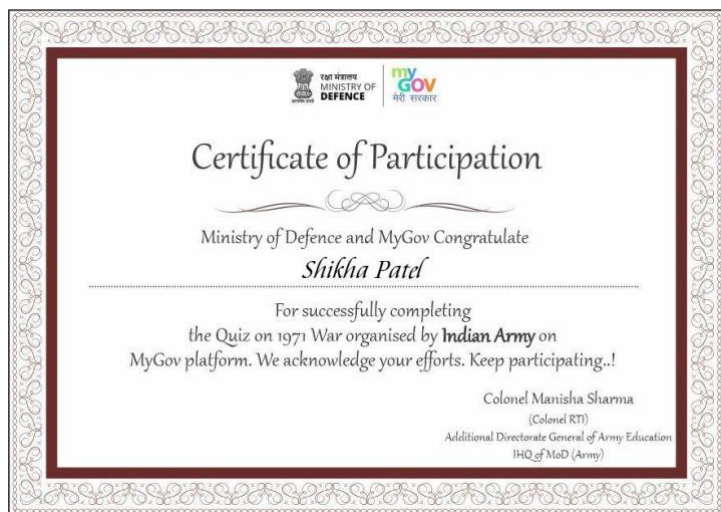 रक्षा मंत्रालय
MINISTRY OF
DEFENCE
my
GOV
मेरी सरकार
Certificate of Participation
Ministry of Defence and MyGov Congratulate
Shikha Patel
For successfully completing
the Quiz on 1971 War organised by Indian Army on
MyGov platform. We acknowledge your efforts. Keep participating..!
Colonel Manisha Sharma
(Colonel RTI)
Additional Directorate General of Army Education
IHQ of MoD (Army)